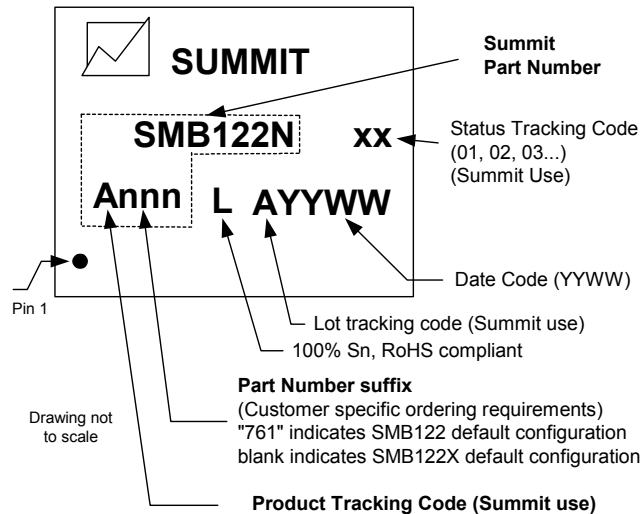 SUMMIT
Summit
Part Number
SMB122N xx
Status Tracking Code
(01, 02, 03...)
(Summit Use)
Annn L AYYWW
Date Code (YYWW)
Pin 1
Lot tracking code (Summit use)
100% Sn, RoHS compliant
Part Number suffix
(Customer specific ordering requirements)
"761" indicates SMB122 default configuration
blank indicates SMB122X default configuration
Drawing not
to scale
Product Tracking Code (Summit use)